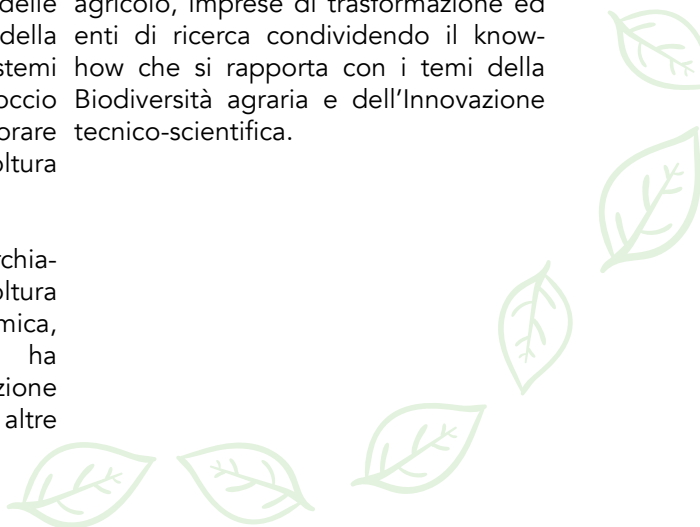 delle
della
stemi
occio
orare
oltura
chia-
oltura
mica,
ha
zione
altre
agricolo, imprese di trasformazione ed
enti di ricerca condividendo il know-
how che si rapporta con i temi della
Biodiversità agraria e dell'Innovazione
tecnico-scientifica.